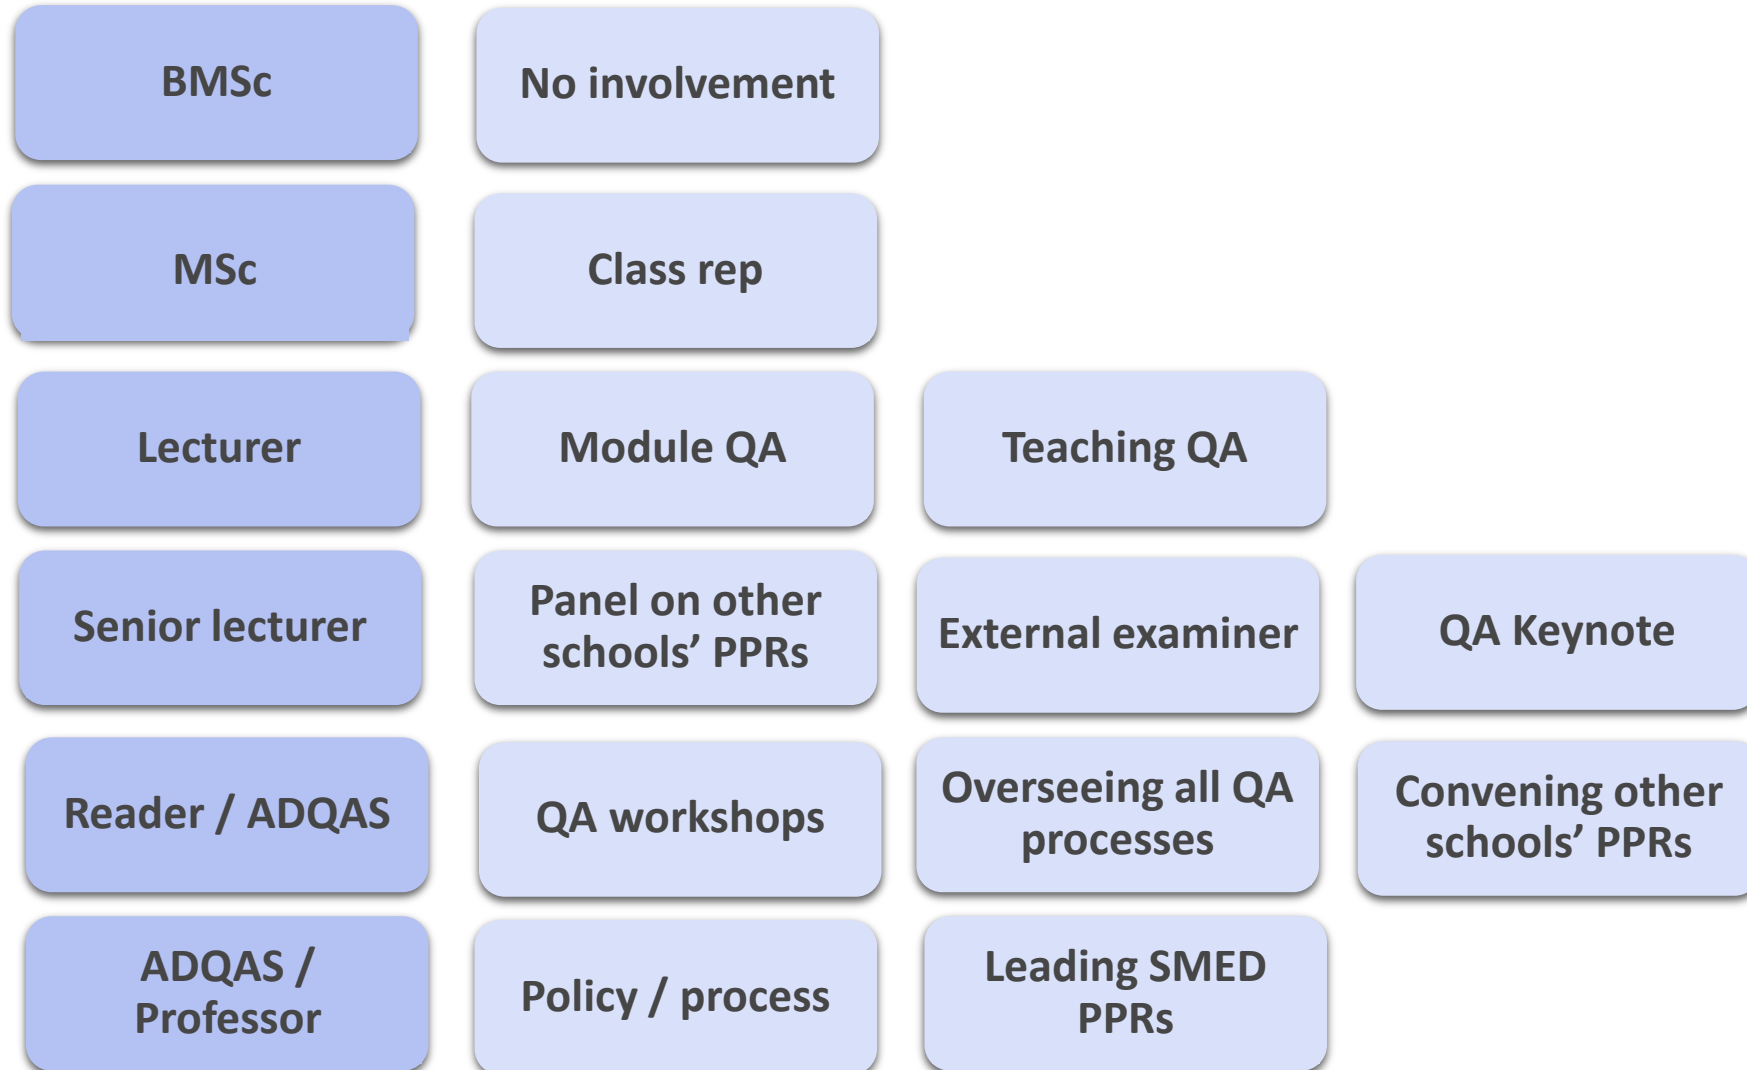 BMSc
No involvement
MSc
Class rep
Lecturer
Module QA
Teaching QA
Senior lecturer
Panel on other
schools’ PPRs
External examiner
QA Keynote
Reader / ADQAS
QA workshops
Overseeing all QA
processes
Convening other
schools’ PPRs
ADQAS /
Professor
Policy / process
Leading SMED
PPRs